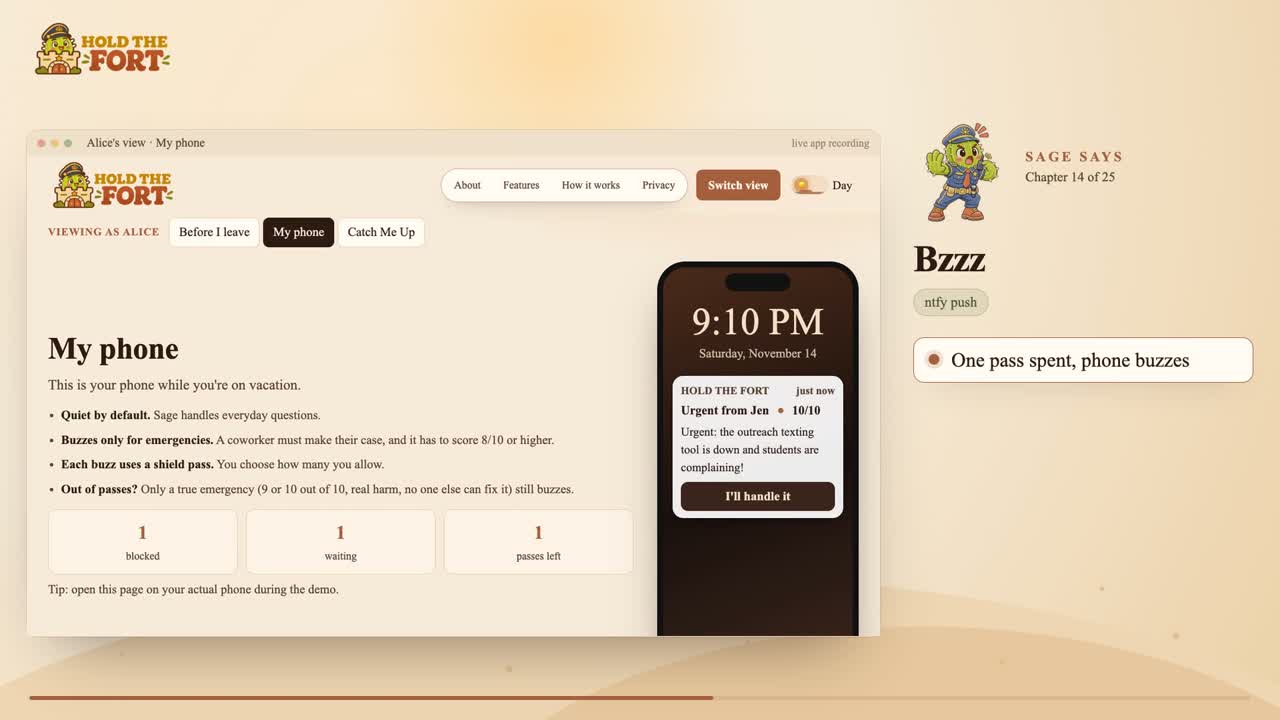 HOLD THE
FORT
Alice's view · My phone
live app recording
HOLD THE
FORT
About
Features
How it works
Privacy
Switch view
Day
VIEWING AS ALICE
Before I leave
My phone
Catch Me Up
My phone
This is your phone while you're on vacation.
• Quiet by default. Sage handles everyday questions.
• Buzzes only for emergencies. A coworker must make their case, and it has to score 8/10 or higher.
• Each buzz uses a shield pass. You choose how many you allow.
• Out of passes? Only a true emergency (9 or 10 out of 10, real harm, no one else can fix it) still buzzes.
1
blocked
1
waiting
1
passes left
Tip: open this page on your actual phone during the demo.
9:10 PM
Saturday, November 14
HOLD THE FORT
just now
Urgent from Jen • 10/10
Urgent: the outreach texting
tool is down and students are
complaining!
I'll handle it
SAGE SAYS
Chapter 14 of 25
Bzzz
ntfy push
One pass spent, phone buzzes